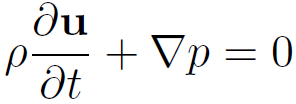 ρ ∂𝐮/∂t + ∇p = 0